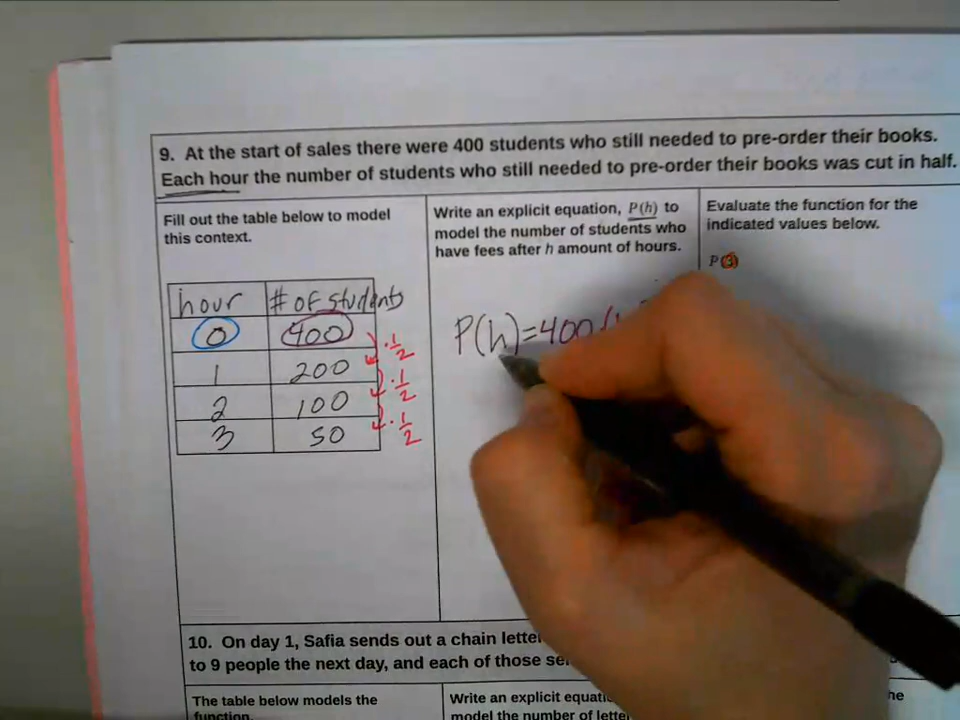 9. At the start of sales there were 400 students who still needed to pre-order their books.
Each hour the number of students who still needed to pre-order their books was cut in half.
Fill out the table below to model
this context.
hour # of students
0 400
1 200
2 100
3 50
·1/2
·1/2
·1/2
Write an explicit equation, P(h) to
model the number of students who
have fees after h amount of hours.
P(h)=400(
Evaluate the function for the
indicated values below.
P(3)
10. On day 1, Safia sends out a chain
to 9 people the next day, and each of those
The table below models the
function.
Write an explicit
model the number of